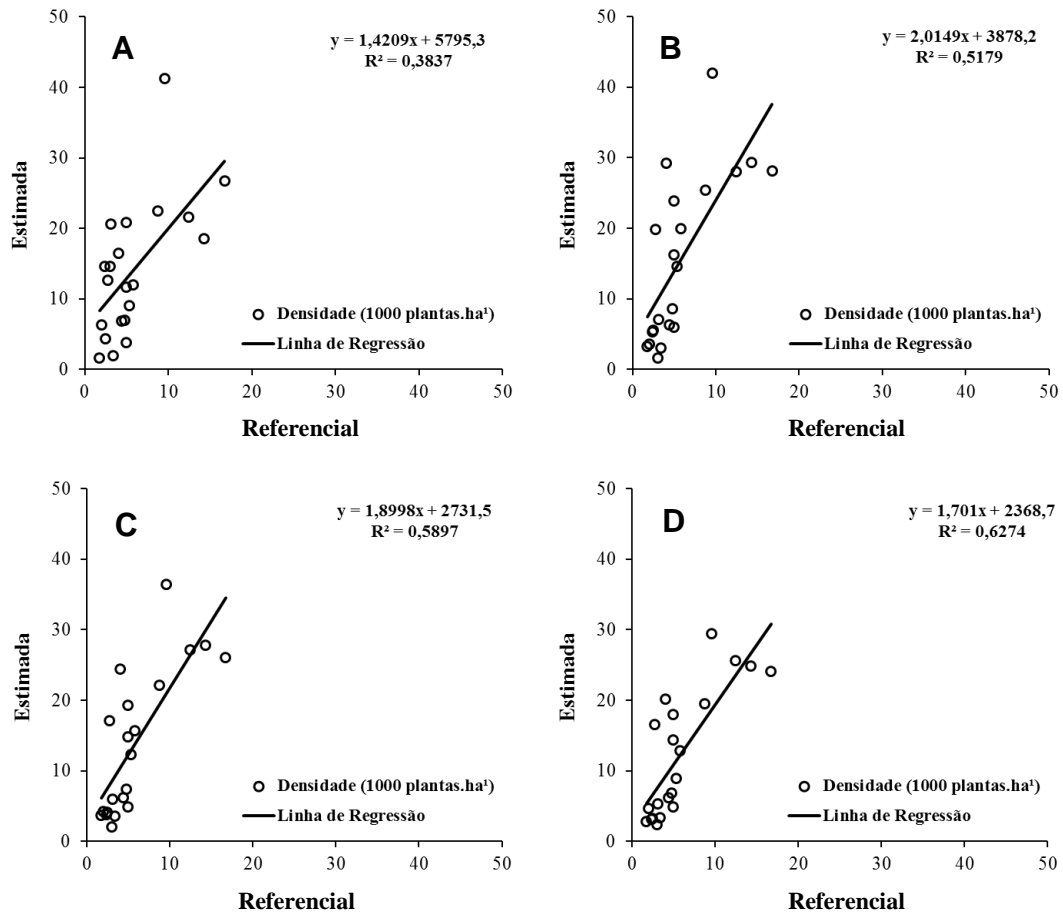 A
y = 1,4209x + 5795,3
R² = 0,3837
50
40
30
20
10
0
Estimada
Densidade (1000 plantas.ha¹)
Linha de Regressão
0 10 20 30 40 50
Referencial
B
y = 2,0149x + 3878,2
R² = 0,5179
50
40
30
20
10
0
Estimada
Densidade (1000 plantas.ha¹)
Linha de Regressão
0 10 20 30 40 50
Referencial
C
y = 1,8998x + 2731,5
R² = 0,5897
50
40
30
20
10
0
Estimada
Densidade (1000 plantas.ha¹)
Linha de Regressão
0 10 20 30 40 50
Referencial
D
y = 1,701x + 2368,7
R² = 0,6274
50
40
30
20
10
0
Estimada
Densidade (1000 plantas.ha¹)
Linha de Regressão
0 10 20 30 40 50
Referencial